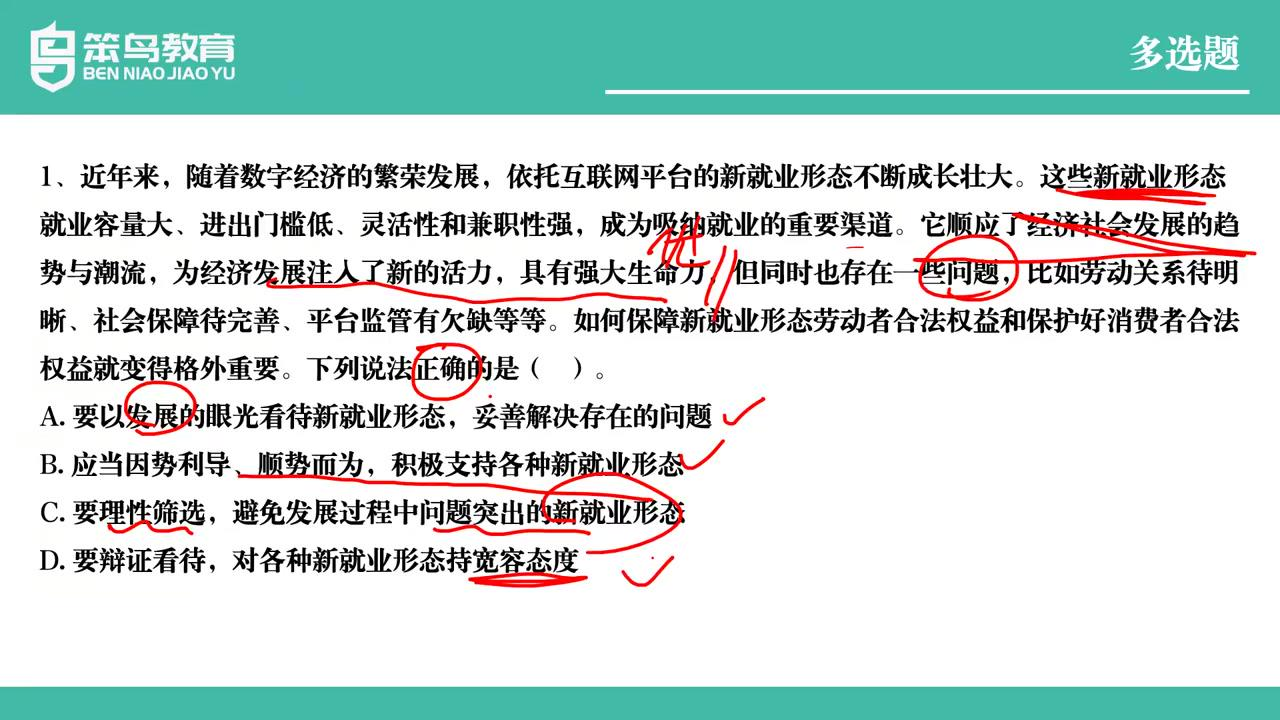 笨鸟教育
BEN NIAO JIAO YU
多选题
1、近年来，随着数字经济的繁荣发展，依托互联网平台的新就业形态不断成长壮大。这些新就业形态
就业容量大、进出门槛低、灵活性和兼职性强，成为吸纳就业的重要渠道。它顺应了经济社会发展的趋
势与潮流，为经济发展注入了新的活力，具有强大生命力，但同时也存在一些问题，比如劳动关系待明
晰、社会保障待完善、平台监管有欠缺等等。如何保障新就业形态劳动者合法权益和保护好消费者合法
权益就变得格外重要。下列说法正确的是（ ）。
A. 要以发展的眼光看待新就业形态，妥善解决存在的问题
B. 应当因势利导、顺势而为，积极支持各种新就业形态
C. 要理性筛选，避免发展过程中问题突出的新就业形态
D. 要辩证看待，对各种新就业形态持宽容态度